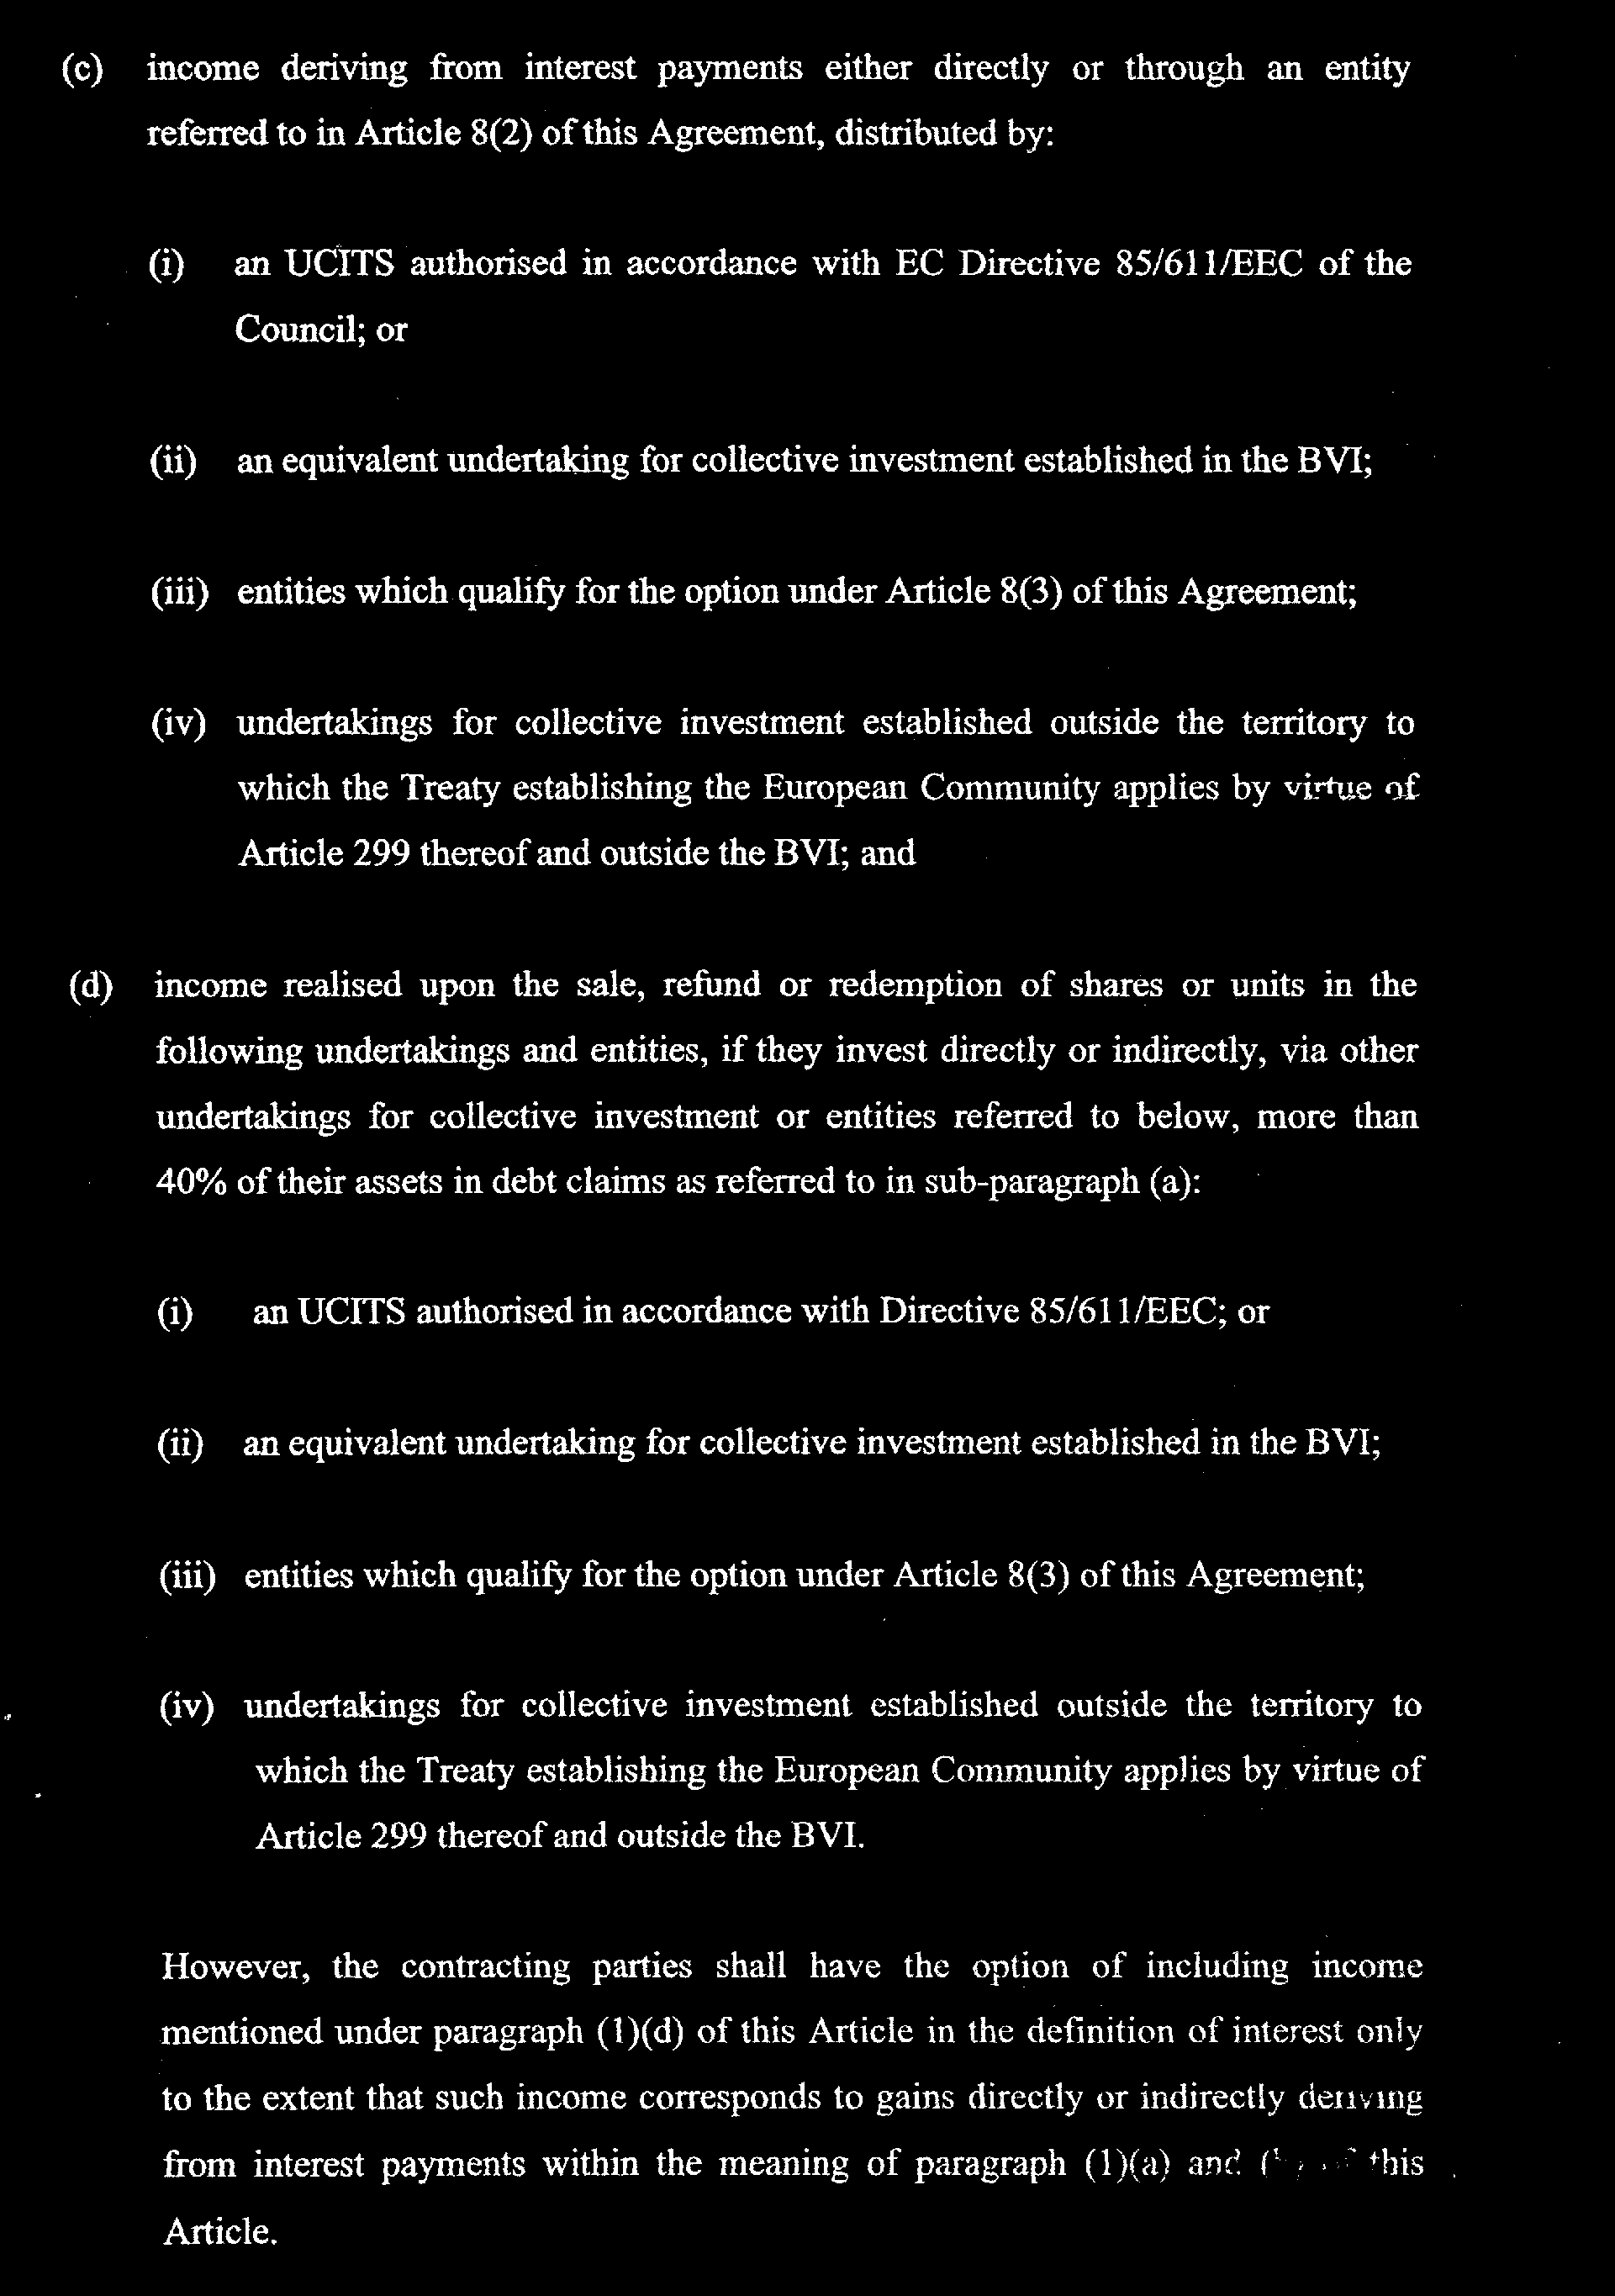 (c) income deriving from interest payments either directly or through an entity
referred to in Article 8(2) of this Agreement, distributed by:
(i) an UCITS authorised in accordance with EC Directive 85/611/EEC of the
Council; or
(ii) an equivalent undertaking for collective investment established in the BVI;
(iii) entities which qualify for the option under Article 8(3) of this Agreement;
(iv) undertakings for collective investment established outside the territory to
which the Treaty establishing the European Community applies by virtue of
Article 299 thereof and outside the BVI; and
(d) income realised upon the sale, refund or redemption of shares or units in the
following undertakings and entities, if they invest directly or indirectly, via other
undertakings for collective investment or entities referred to below, more than
40% of their assets in debt claims as referred to in sub-paragraph (a):
(i) an UCITS authorised in accordance with Directive 85/611/EEC; or
(ii) an equivalent undertaking for collective investment established in the BVI;
(iii) entities which qualify for the option under Article 8(3) of this Agreement;
(iv) undertakings for collective investment established outside the territory to
which the Treaty establishing the European Community applies by virtue of
Article 299 thereof and outside the BVI.
However, the contracting parties shall have the option of including income
mentioned under paragraph (1)(d) of this Article in the definition of interest only
to the extent that such income corresponds to gains directly or indirectly deriving
from interest payments within the meaning of paragraph (1)(a) and this
Article.